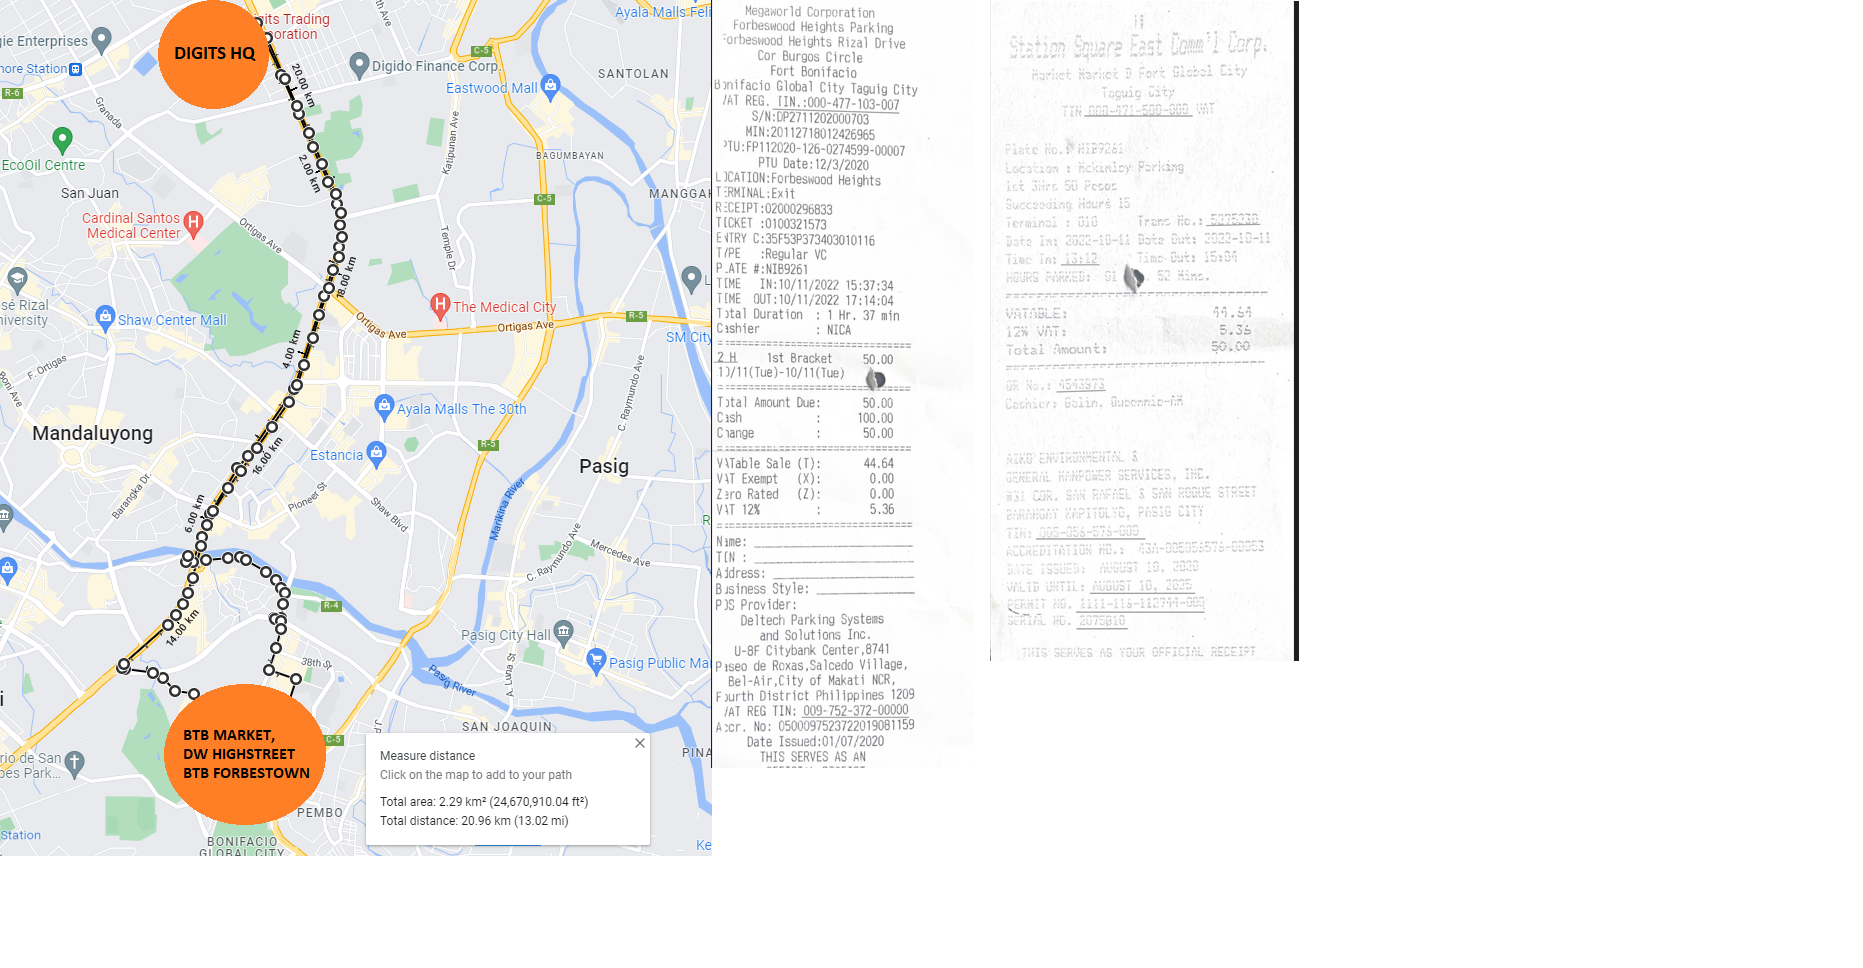 DIGITS HQ
gits Trading
oration
gie Enterprises
more Station
R-6
Granada
EcoOil Centre
San Juan
Cardinal Santos
Medical Center
Ortigas Ave
sé Rizal
niversity
Shaw Center Mall
F. Ortigas
Boni Ave
Mandaluyong
Barangka Dr.
Pioneer St
Shaw Blvd
20.00 km
2.00 km
18.00 km
4.00 km
16.00 km
6.00 km
14.00 km
Digido Finance Corp.
Eastwood Mall
Ayala Malls Feli
C-5
SANTOLAN
Katipunan Ave
BAGUMBAYAN
C-5
MANGGAH
Temple Dr
The Medical City
Ortigas Ave
Ortigas Ave
R-5
SM City
C. Raymundo Ave
Ayala Malls The 30th
R-5
Estancia
Pasig
Marikina River
Mercedes Ave
C. Raymundo Ave
R-4
Pasig City Hall
Pasig Public Mar
38th St
Pasig River
A. Luna St
SAN JOAQUIN
C-5
PINA
rio de San
bes Park...
Station
PEMBO
BONIFACIO
GLOBAL CITY
Ke
BTB MARKET,
DW HIGHSTREET
BTB FORBESTOWN
Measure distance
Click on the map to add to your path
Total area: 2.29 km² (24,670,910.04 ft²)
Total distance: 20.96 km (13.02 mi)
Megaworld Corporation
Forbeswood Heights Parking
Forbeswood Heights Rizal Drive
Cor Burgos Circle
Fort Bonifacio
Bonifacio Global City Taguig City
VAT REG. TIN.:000-477-103-007
S/N:DP2711202000703
MIN:20112718012426965
PTU:FP112020-126-0274599-00007
PTU Date:12/3/2020
LOCATION:Forbeswood Heights
TERMINAL:Exit
RECEIPT:02000296833
TICKET :0100321573
ENTRY C:35F53P373403010116
TYPE :Regular VC
PLATE #:NIB9261
TIME IN:10/11/2022 15:37:34
TIME OUT:10/11/2022 17:14:04
Total Duration : 1 Hr. 37 min
Cashier : NICA
2 H 1st Bracket 50.00
10/11(Tue)-10/11(Tue)
Total Amount Due: 50.00
Cash : 100.00
Change : 50.00
VATable Sale (T): 44.64
VAT Exempt (X): 0.00
Zero Rated (Z): 0.00
VAT 12% : 5.36
Name:
TIN :
Address:
Business Style:
POS Provider:
Deltech Parking Systems
and Solutions Inc.
U-8F Citybank Center,8741
Paseo de Roxas,Salcedo Village,
Bel-Air,City of Makati NCR,
Fourth District Philippines 1209
VAT REG TIN: 009-752-372-00000
Accr. No: 050009752372201908​1159
Date Issued:01/07/2020
THIS SERVES AS AN
Station Square East Comm'l Corp.
Market Market @ Fort Global City
Taguig City
TIN 000-471-500-000 VAT
Plate No.: NIB9261
Location : Mckinley Parking
1st 3Hrs 50 Pesos
Succeeding Hours 15
Terminal : 010 Trans No.:
Date In: 2022-10-11 Date Out: 2022-10-11
Time In: 13:12 Time Out: 15:04
HOURS PARKED: 01 52 Mins.
VATABLE: 44.64
12% VAT: 5.36
Total Amount: 50.00
OR No.: 4543973
Cashier: Galin,
AIKO ENVIRONMENTAL &
GENERAL MANPOWER SERVICES, INC.
#31 COR. SAN RAFAEL & SAN ROQUE STREET
BARANGAY KAPITOLYO, PASIG CITY
TIN: 005-056-576-000
ACCREDITATION NO.:
DATE ISSUED: AUGUST 10, 2020
VALID UNTIL: AUGUST 10, 2025
PERMIT NO.
SERIAL NO. 2075010
THIS SERVES AS YOUR OFFICIAL RECEIPT